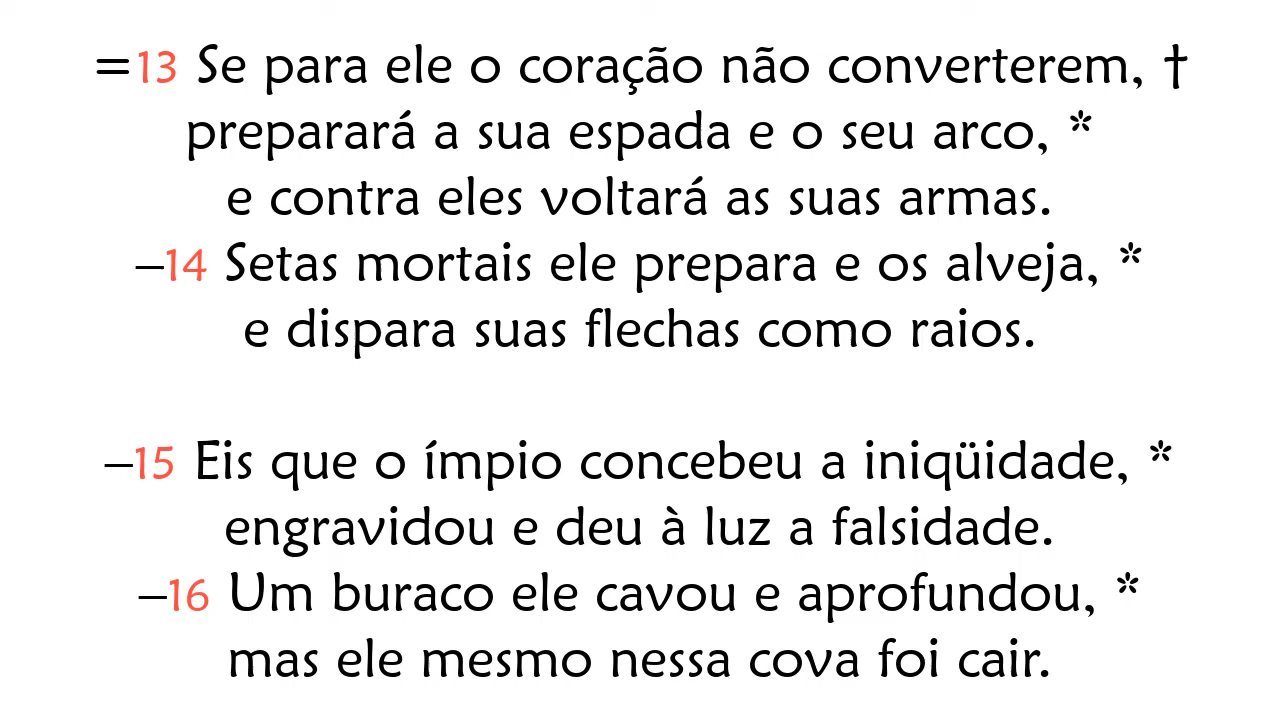 =13 Se para ele o coração não converterem, †
preparará a sua espada e o seu arco, *
e contra eles voltará as suas armas.
–14 Setas mortais ele prepara e os alveja, *
e dispara suas flechas como raios.
–15 Eis que o ímpio concebeu a iniqüidade, *
engravidou e deu à luz a falsidade.
–16 Um buraco ele cavou e aprofundou, *
mas ele mesmo nessa cova foi cair.